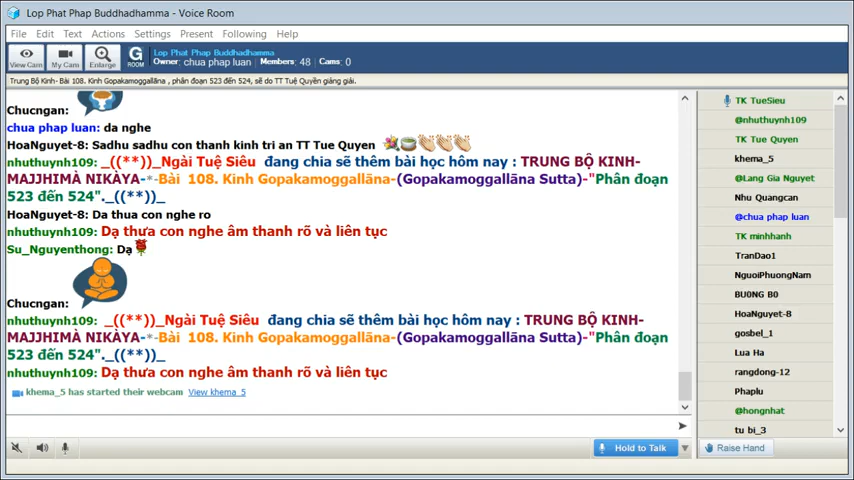 Lop Phat Phap Buddhadhamma - Voice Room
File Edit Text Actions Settings Present Following Help
View Cam My Cam Enlarge G ROOM
Lop Phat Phap Buddhadhamma
Owner: chua phap luan Members: 48 Cams: 0
Trung Bộ Kinh- Bài 108. Kinh Gopakamoggallāna , phân đoạn 523 đến 524, sẽ do TT Tuệ Quyền giảng giải.
Chucngan:
chua phap luan: da nghe
HoaNguyet-8: Sadhu sadhu con thanh kinh tri an TT Tue Quyen
nhuthuynh109: _((**))_Ngài Tuệ Siêu đang chia sẽ thêm bài học hôm nay : TRUNG BỘ KINH-
MAJJHIMÀ NIKÀYA-*-Bài 108. Kinh Gopakamoggallāna-(Gopakamoggallāna Sutta)-"Phân đoạn
523 đến 524"._((**))_
HoaNguyet-8: Da thua con nghe ro
nhuthuynh109: Dạ thưa con nghe âm thanh rõ và liên tục
Su_Nguyenthong: Dạ
Chucngan:
nhuthuynh109: _((**))_Ngài Tuệ Siêu đang chia sẽ thêm bài học hôm nay : TRUNG BỘ KINH-
MAJJHIMÀ NIKÀYA-*-Bài 108. Kinh Gopakamoggallāna-(Gopakamoggallāna Sutta)-"Phân đoạn
523 đến 524"._((**))_
nhuthuynh109: Dạ thưa con nghe âm thanh rõ và liên tục
khema_5 has started their webcam View khema_5
TK TueSieu
@nhuthuynh109
TK Tue Quyen
khema_5
@Lang Gia Nguyet
Nhu Quangcan
@chua phap luan
TK minhhanh
TranDao1
NguoiPhuongNam
BU0NG B0
HoaNguyet-8
gosbel_1
Lua Ha
rangdong-12
Phaplu
@hongnhat
tu bi_3
Hold to Talk
Raise Hand